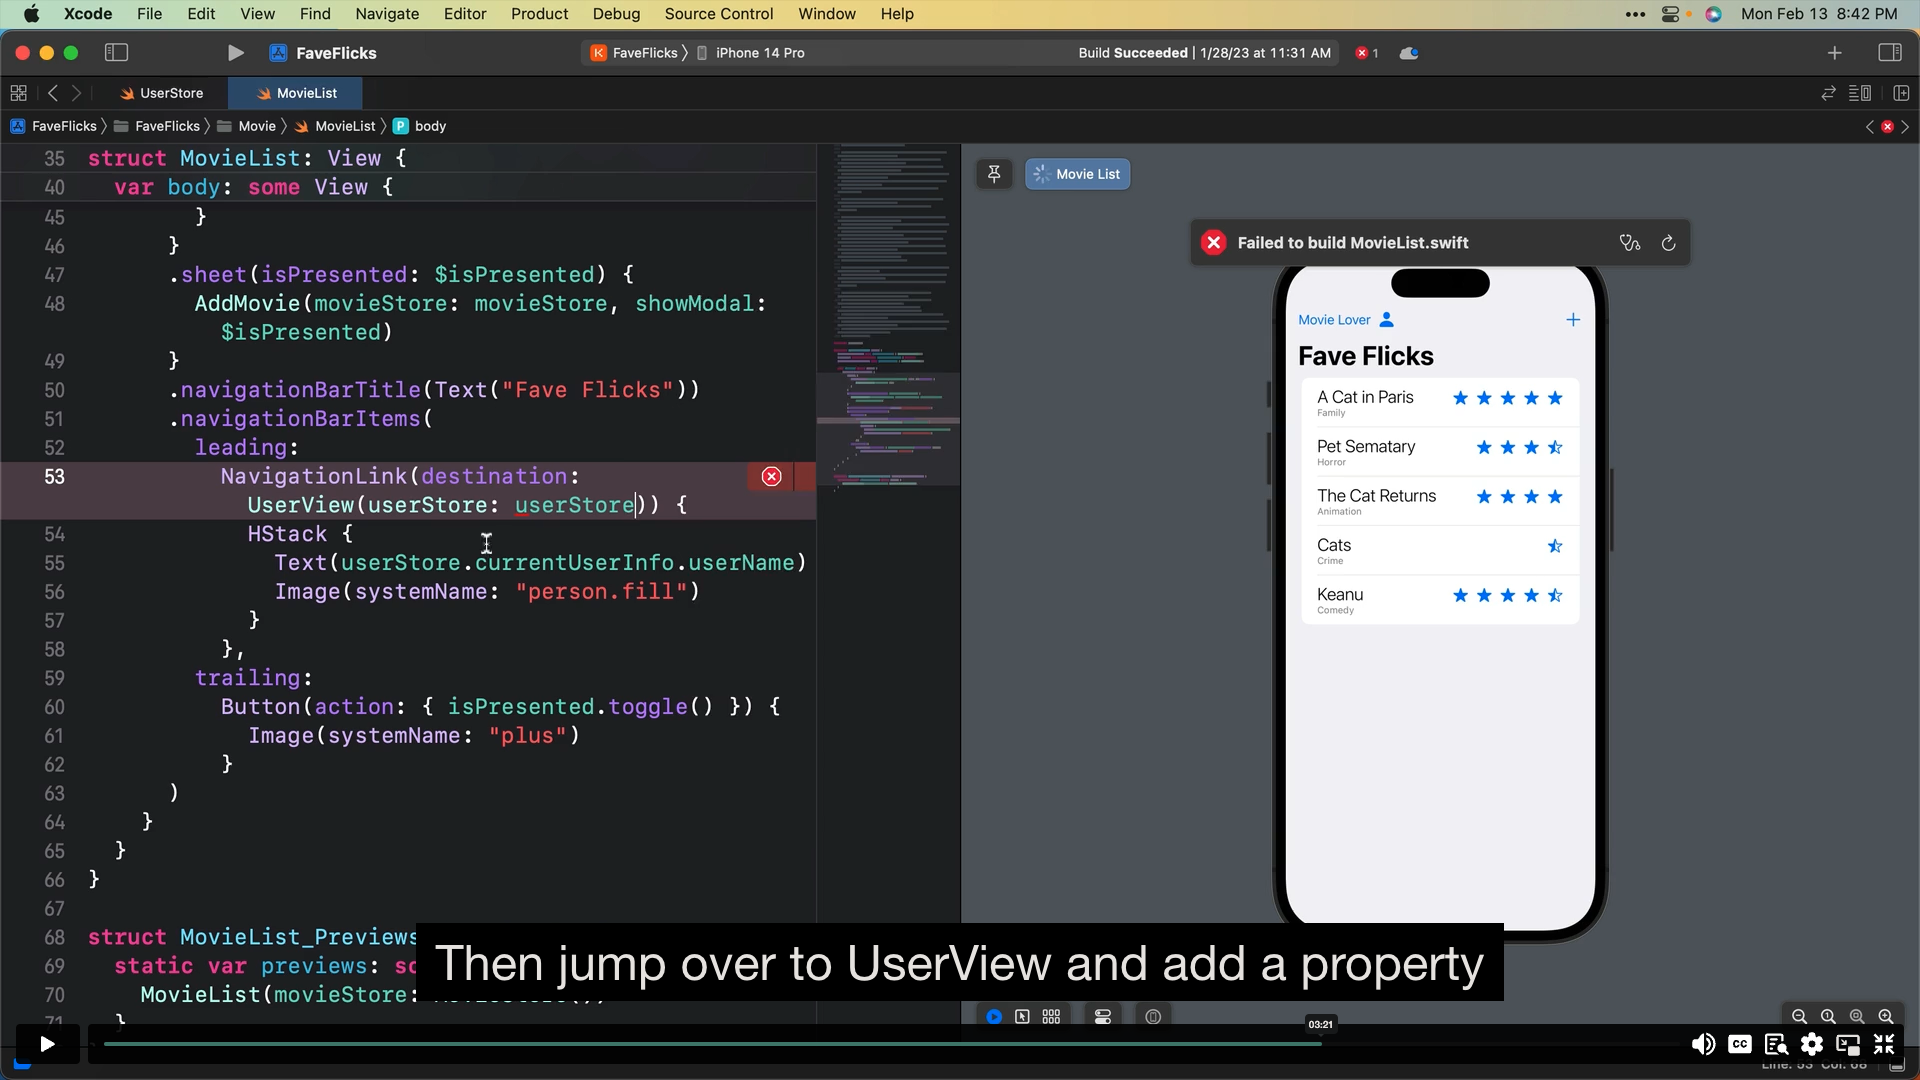 Xcode File Edit View Find Navigate Editor Product Debug Source Control Window Help
Mon Feb 13 8:42 PM
FaveFlicks
FaveFlicks iPhone 14 Pro
Build Succeeded | 1/28/23 at 11:31 AM
1
UserStore
MovieList
FaveFlicks FaveFlicks Movie MovieList P body
35 struct MovieList: View {
40 var body: some View {
45 }
46 }
47 .sheet(isPresented: $isPresented) {
48 AddMovie(movieStore: movieStore, showModal:
$isPresented)
49 }
50 .navigationBarTitle(Text("Fave Flicks"))
51 .navigationBarItems(
52 leading:
53 NavigationLink(destination:
UserView(userStore: userStore)) {
54 HStack {
55 Text(userStore.currentUserInfo.userName)
56 Image(systemName: "person.fill")
57 }
58 },
59 trailing:
60 Button(action: { isPresented.toggle() }) {
61 Image(systemName: "plus")
62 }
63 )
64 }
65 }
66 }
67
68 struct MovieList_Previews
69 static var previews:
70 MovieList(movieStore:
71 }
Movie List
Failed to build MovieList.swift
Movie Lover
Fave Flicks
A Cat in Paris
Family
Pet Sematary
Horror
The Cat Returns
Animation
Cats
Crime
Keanu
Comedy
Then jump over to UserView and add a property
03:21
CC
Line: 53 Col: 68